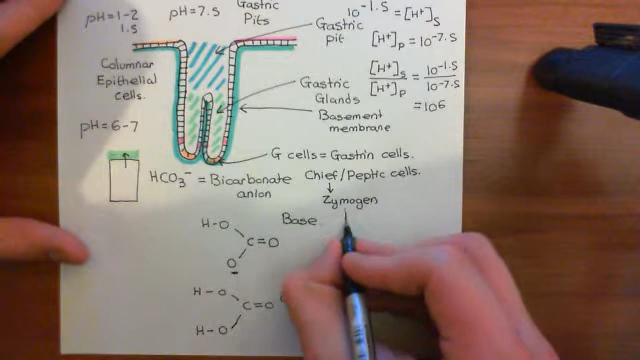 pH=1-2
1.5
pH=7.5
Gastric
Pits
10^-1.5 = [H+]s
Gastric
pit
[H+]p = 10^-7.5
[H+]s / [H+]p = 10^-1.5 / 10^-7.5
= 10^6
Columnar
Epithelial
cells.
Gastric
Glands
Basement
membrane
pH=6-7
G cells = Gastrin cells.
HCO3^- = Bicarbonate
anion
Chief/Peptic cells.
Zymogen
Base
H-O
C=O
O
H-O
C=O
H-O